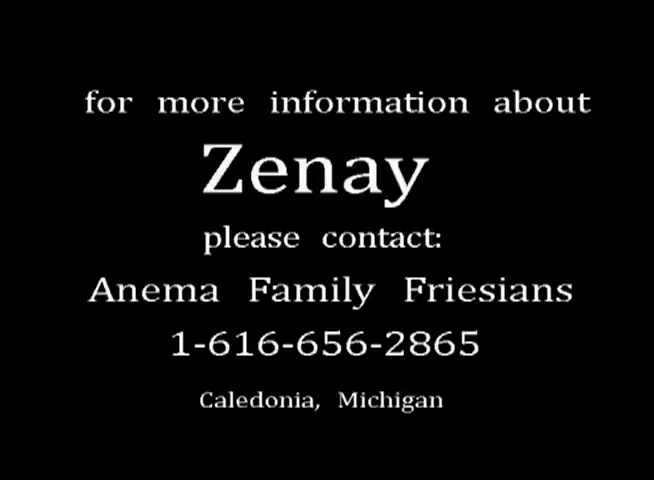 for more information about
Zenay
please contact:
Anema Family Friesians
1-616-656-2865
Caledonia, Michigan